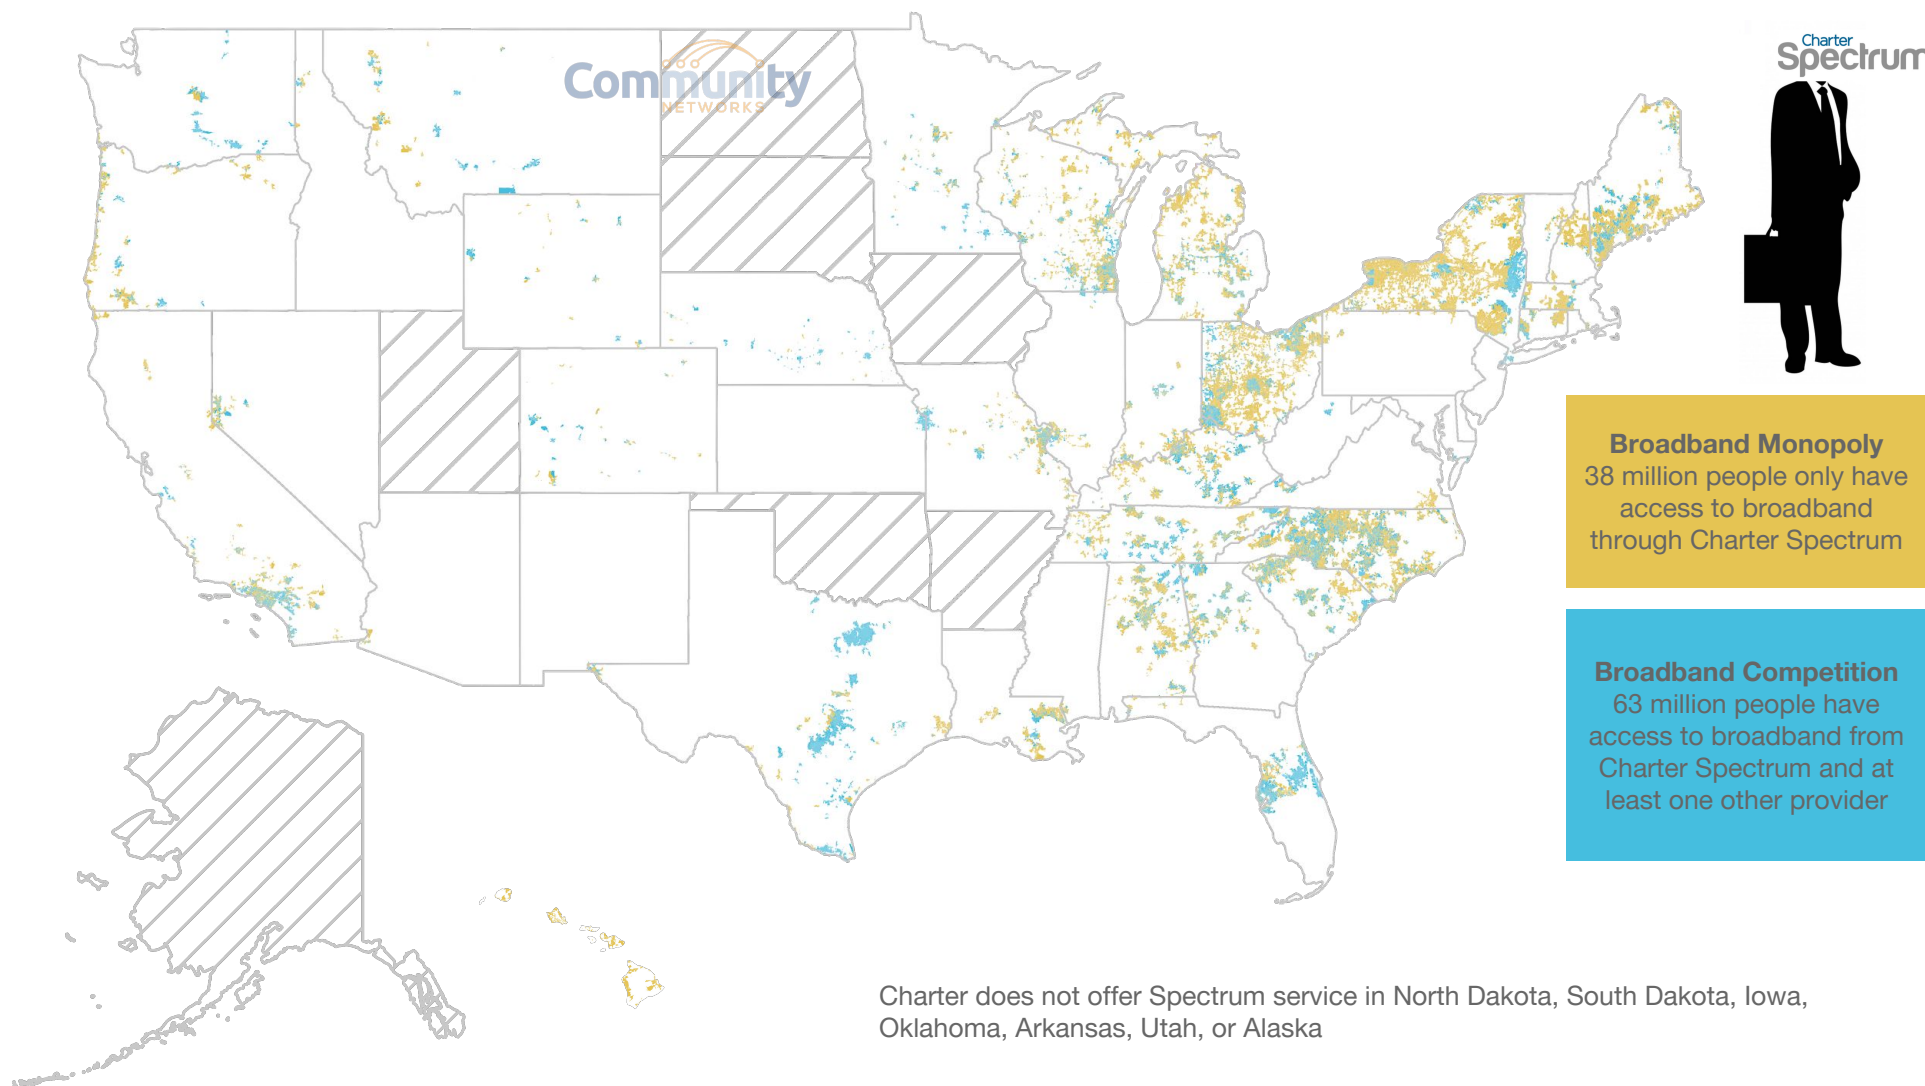 Community
NETWORKS
Charter
Spectrum
Broadband Monopoly
38 million people only have
access to broadband
through Charter Spectrum
Broadband Competition
63 million people have
access to broadband from
Charter Spectrum and at
least one other provider
Charter does not offer Spectrum service in North Dakota, South Dakota, Iowa,
Oklahoma, Arkansas, Utah, or Alaska